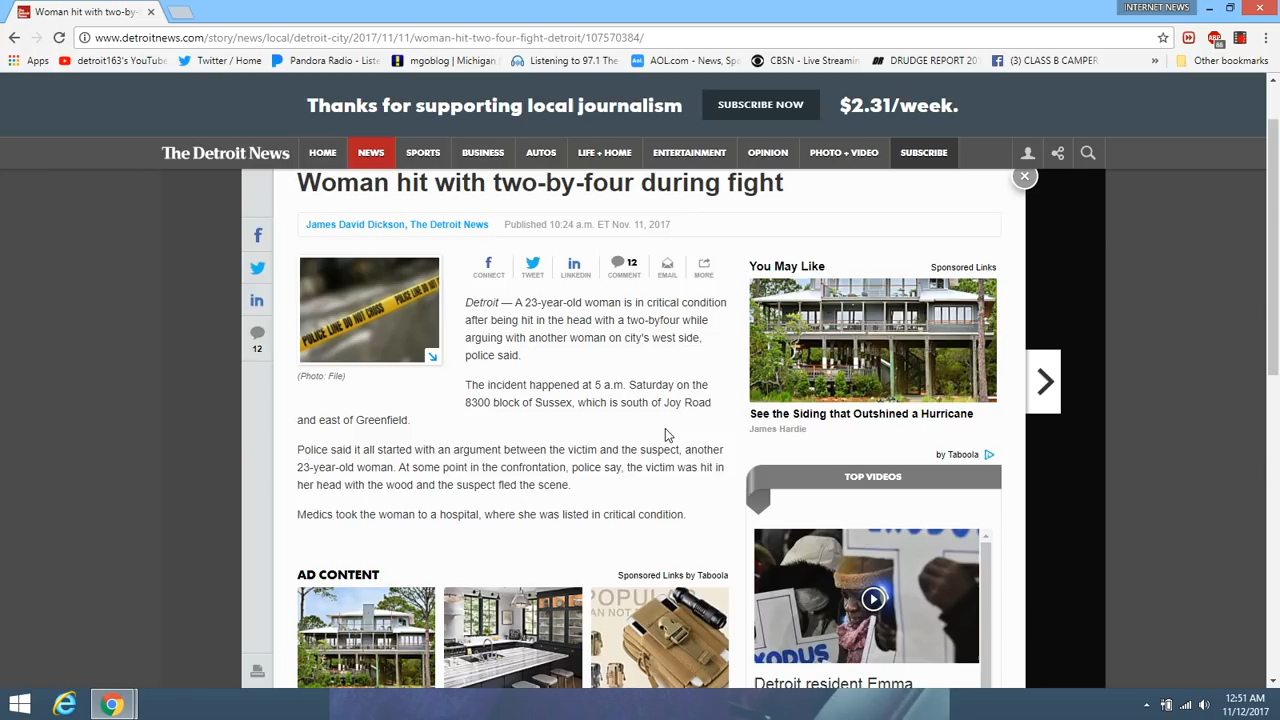 Woman hit with two-by-
INTERNET NEWS
www.detroitnews.com/story/news/local/detroit-city/2017/11/11/woman-hit-two-four-fight-detroit/107570384/
ABP
88
Apps
detroit163's YouTube
Twitter / Home
Pandora Radio - Liste
mgoblog | Michigan
Listening to 97.1 The
AOL.com - News, Sp
CBSN - Live Streamin
DRUDGE REPORT 20
(3) CLASS B CAMPER
Other bookmarks
Thanks for supporting local journalism
SUBSCRIBE NOW
$2.31/week.
The Detroit News
HOME
NEWS
SPORTS
BUSINESS
AUTOS
LIFE + HOME
ENTERTAINMENT
OPINION
PHOTO + VIDEO
SUBSCRIBE
Woman hit with two-by-four during fight
James David Dickson, The Detroit News
Published 10:24 a.m. ET Nov. 11, 2017
POLICE LINE DO NOT CROSS
POLICE LINE DO NOT
(Photo: File)
CONNECT
TWEET
LINKEDIN
12
COMMENT
EMAIL
MORE
12
Detroit — A 23-year-old woman is in critical condition
after being hit in the head with a two-byfour while
arguing with another woman on city's west side,
police said.
The incident happened at 5 a.m. Saturday on the
8300 block of Sussex, which is south of Joy Road
and east of Greenfield.
Police said it all started with an argument between the victim and the suspect, another
23-year-old woman. At some point in the confrontation, police say, the victim was hit in
her head with the wood and the suspect fled the scene.
Medics took the woman to a hospital, where she was listed in critical condition.
AD CONTENT
Sponsored Links by Taboola
You May Like
Sponsored Links
See the Siding that Outshined a Hurricane
James Hardie
by Taboola
TOP VIDEOS
Detroit resident Emma
12:51 AM
11/12/2017